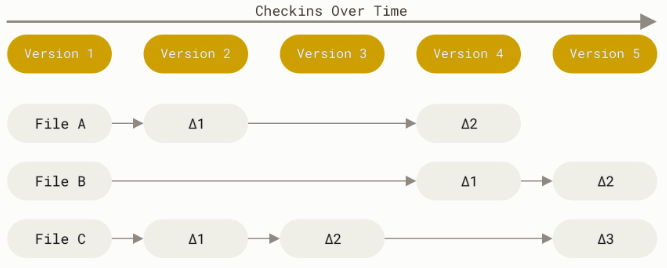 Checkins Over Time
Version 1 Version 2 Version 3 Version 4 Version 5
File A Δ1 Δ2
File B Δ1 Δ2
File C Δ1 Δ2 Δ3